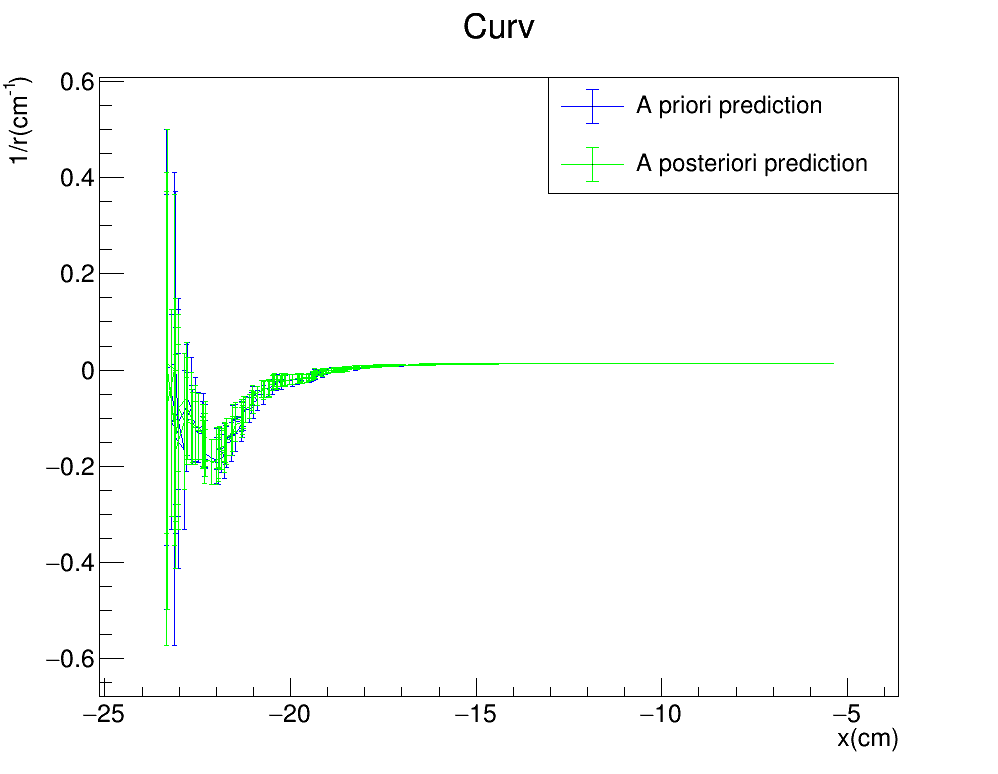 Curv
1/r(cm⁻¹)
A priori prediction
A posteriori prediction
0.6
0.4
0.2
0
−0.2
−0.4
−0.6
−25 −20 −15 −10 −5
x(cm)